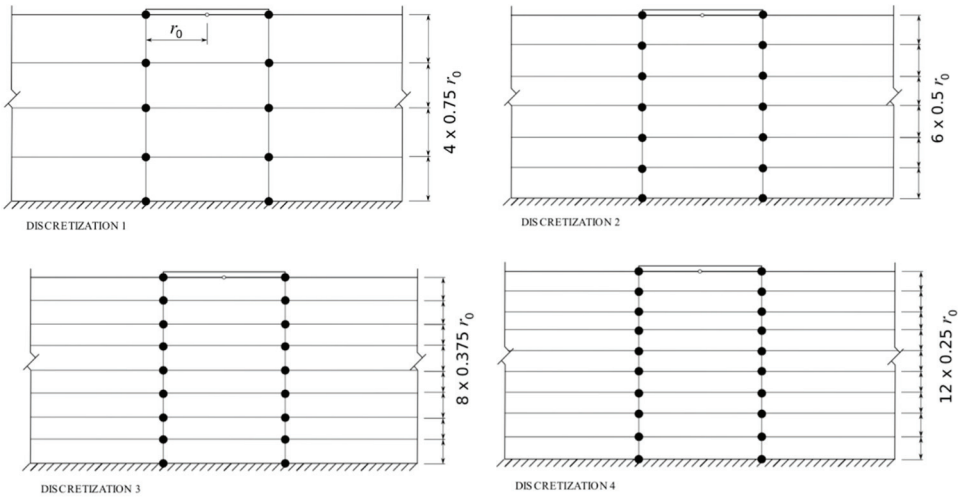 r₀
4 x 0.75 r₀
DISCRETIZATION 1
6 x 0.5 r₀
DISCRETIZATION 2
8 x 0.375 r₀
DISCRETIZATION 3
12 x 0.25 r₀
DISCRETIZATION 4